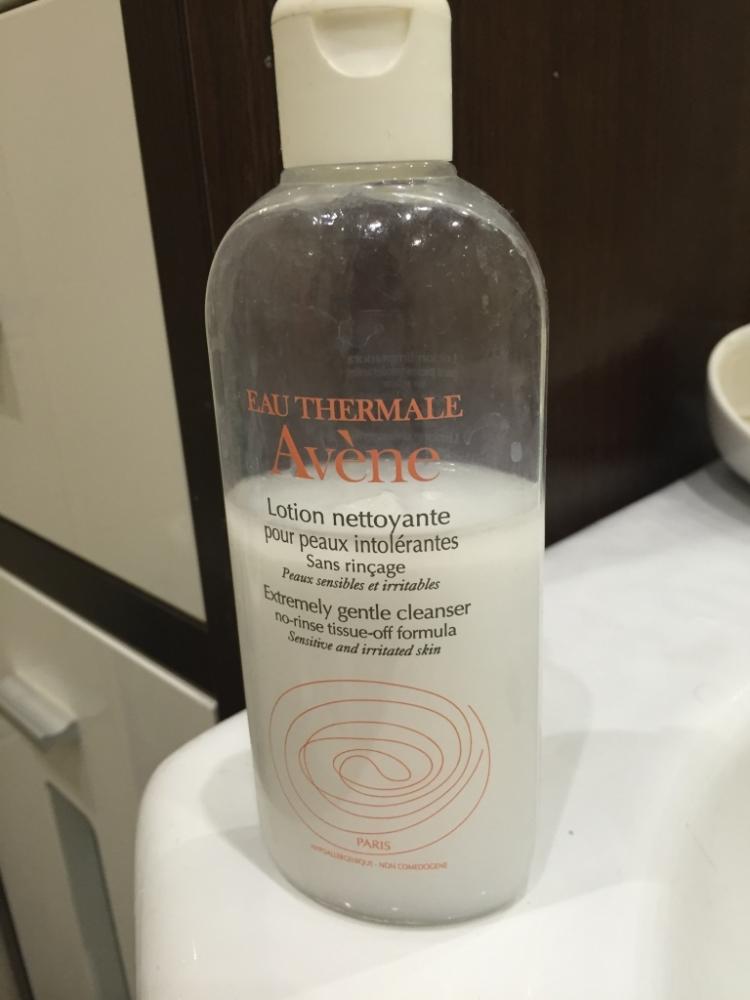 EAU THERMALE
Avène
Lotion nettoyante
pour peaux intolérantes
Sans rinçage
Peaux sensibles et irritables
Extremely gentle cleanser
no-rinse tissue-off formula
Sensitive and irritated skin
PARIS
HYPOALLERGENIQUE - NON COMEDOGENE